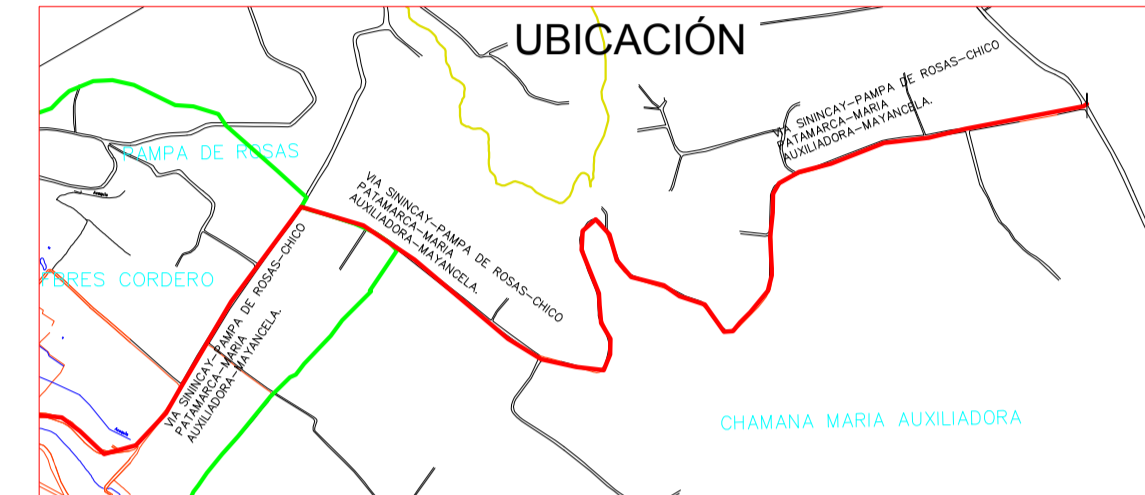 UBICACIÓN
VIA SININCAY-PAMPA DE ROSAS-CHICO
PATAMARCA-MARIA
AUXILIADORA-MAYANCELA.
PAMPA DE ROSAS
VIA SININCAY-PAMPA DE ROSAS-CHICO
PATAMARCA-MARIA
AUXILIADORA-MAYANCELA.
FBRES CORDERO
VIA SININCAY-PAMPA DE ROSAS-CHICO
PATAMARCA-MARIA
AUXILIADORA-MAYANCELA.
CHAMANA MARIA AUXILIADORA